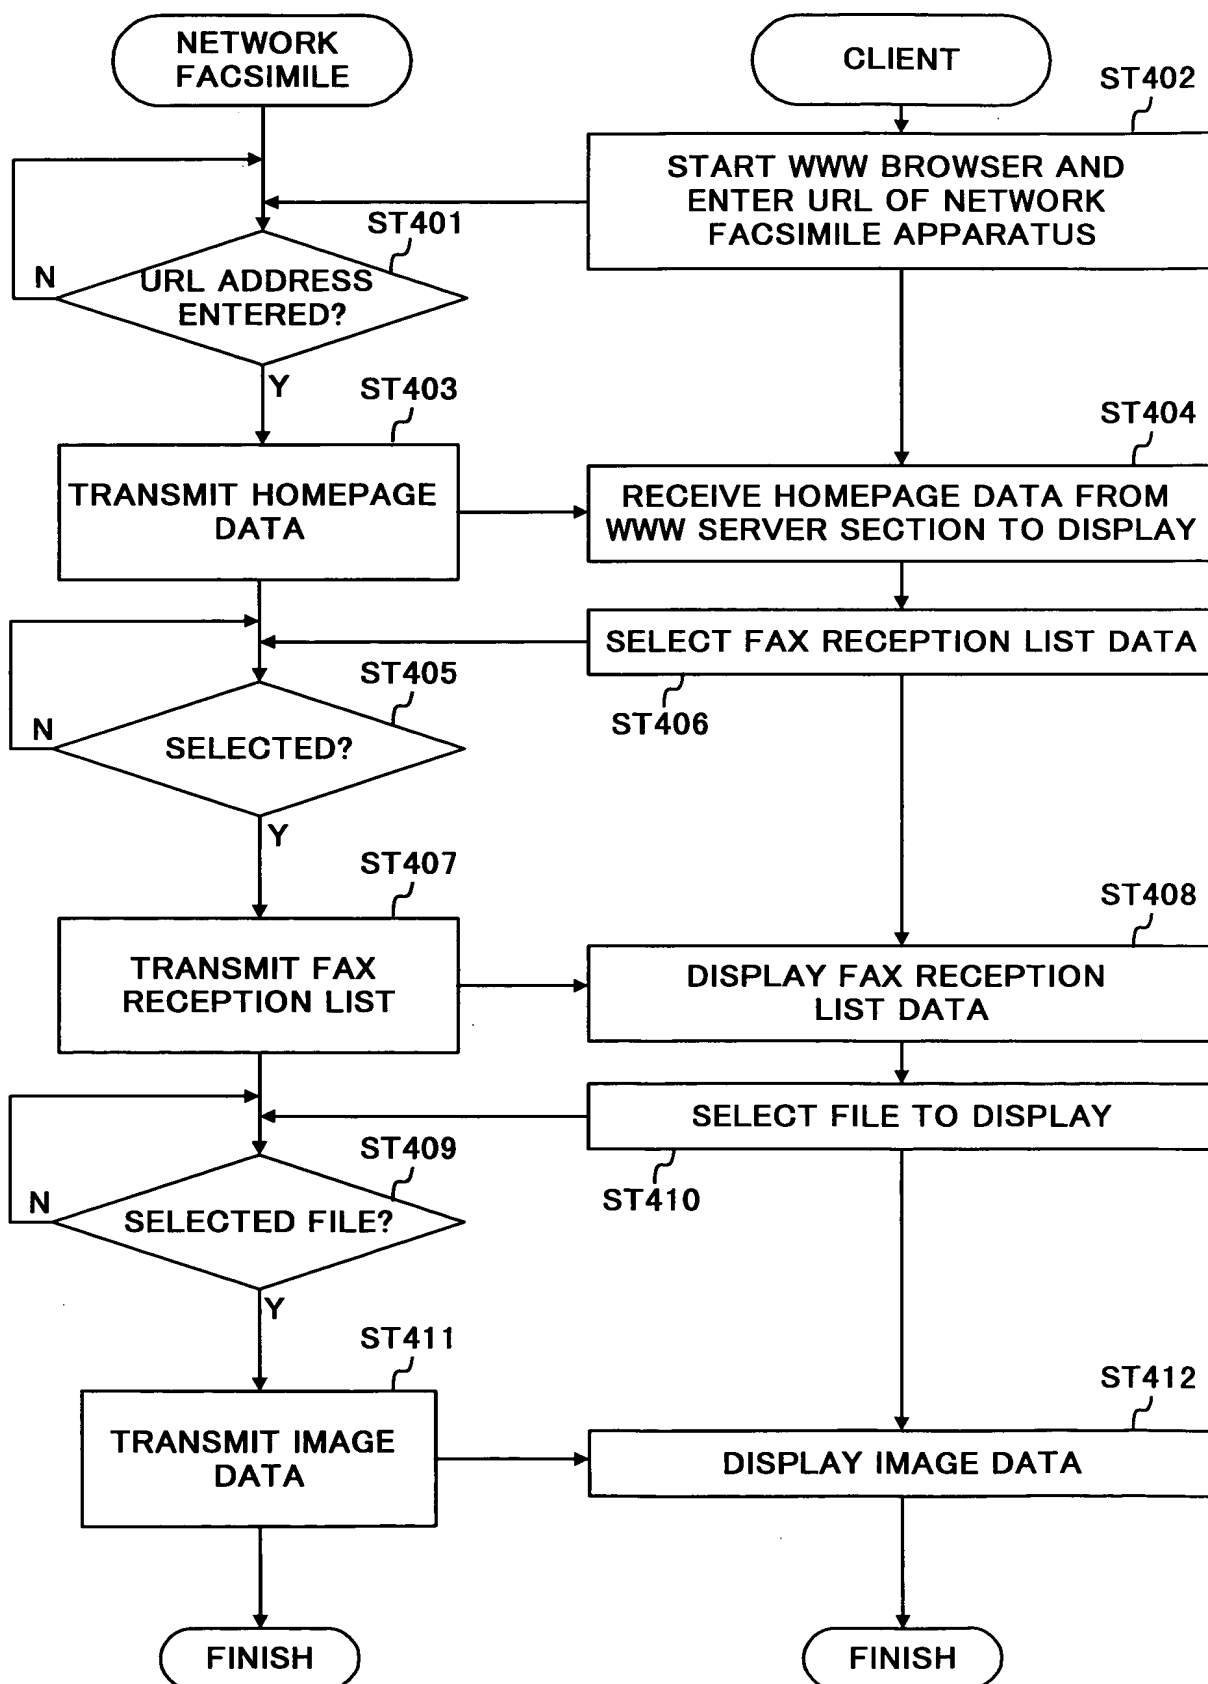 NETWORK
FACSIMILE
CLIENT
ST402
START WWW BROWSER AND
ENTER URL OF NETWORK
FACSIMILE APPARATUS
ST401
N
URL ADDRESS
ENTERED?
Y
ST403
ST404
TRANSMIT HOMEPAGE
DATA
RECEIVE HOMEPAGE DATA FROM
WWW SERVER SECTION TO DISPLAY
SELECT FAX RECEPTION LIST DATA
ST405
ST406
N
SELECTED?
Y
ST407
ST408
TRANSMIT FAX
RECEPTION LIST
DISPLAY FAX RECEPTION
LIST DATA
SELECT FILE TO DISPLAY
ST409
ST410
N
SELECTED FILE?
Y
ST411
ST412
TRANSMIT IMAGE
DATA
DISPLAY IMAGE DATA
FINISH
FINISH